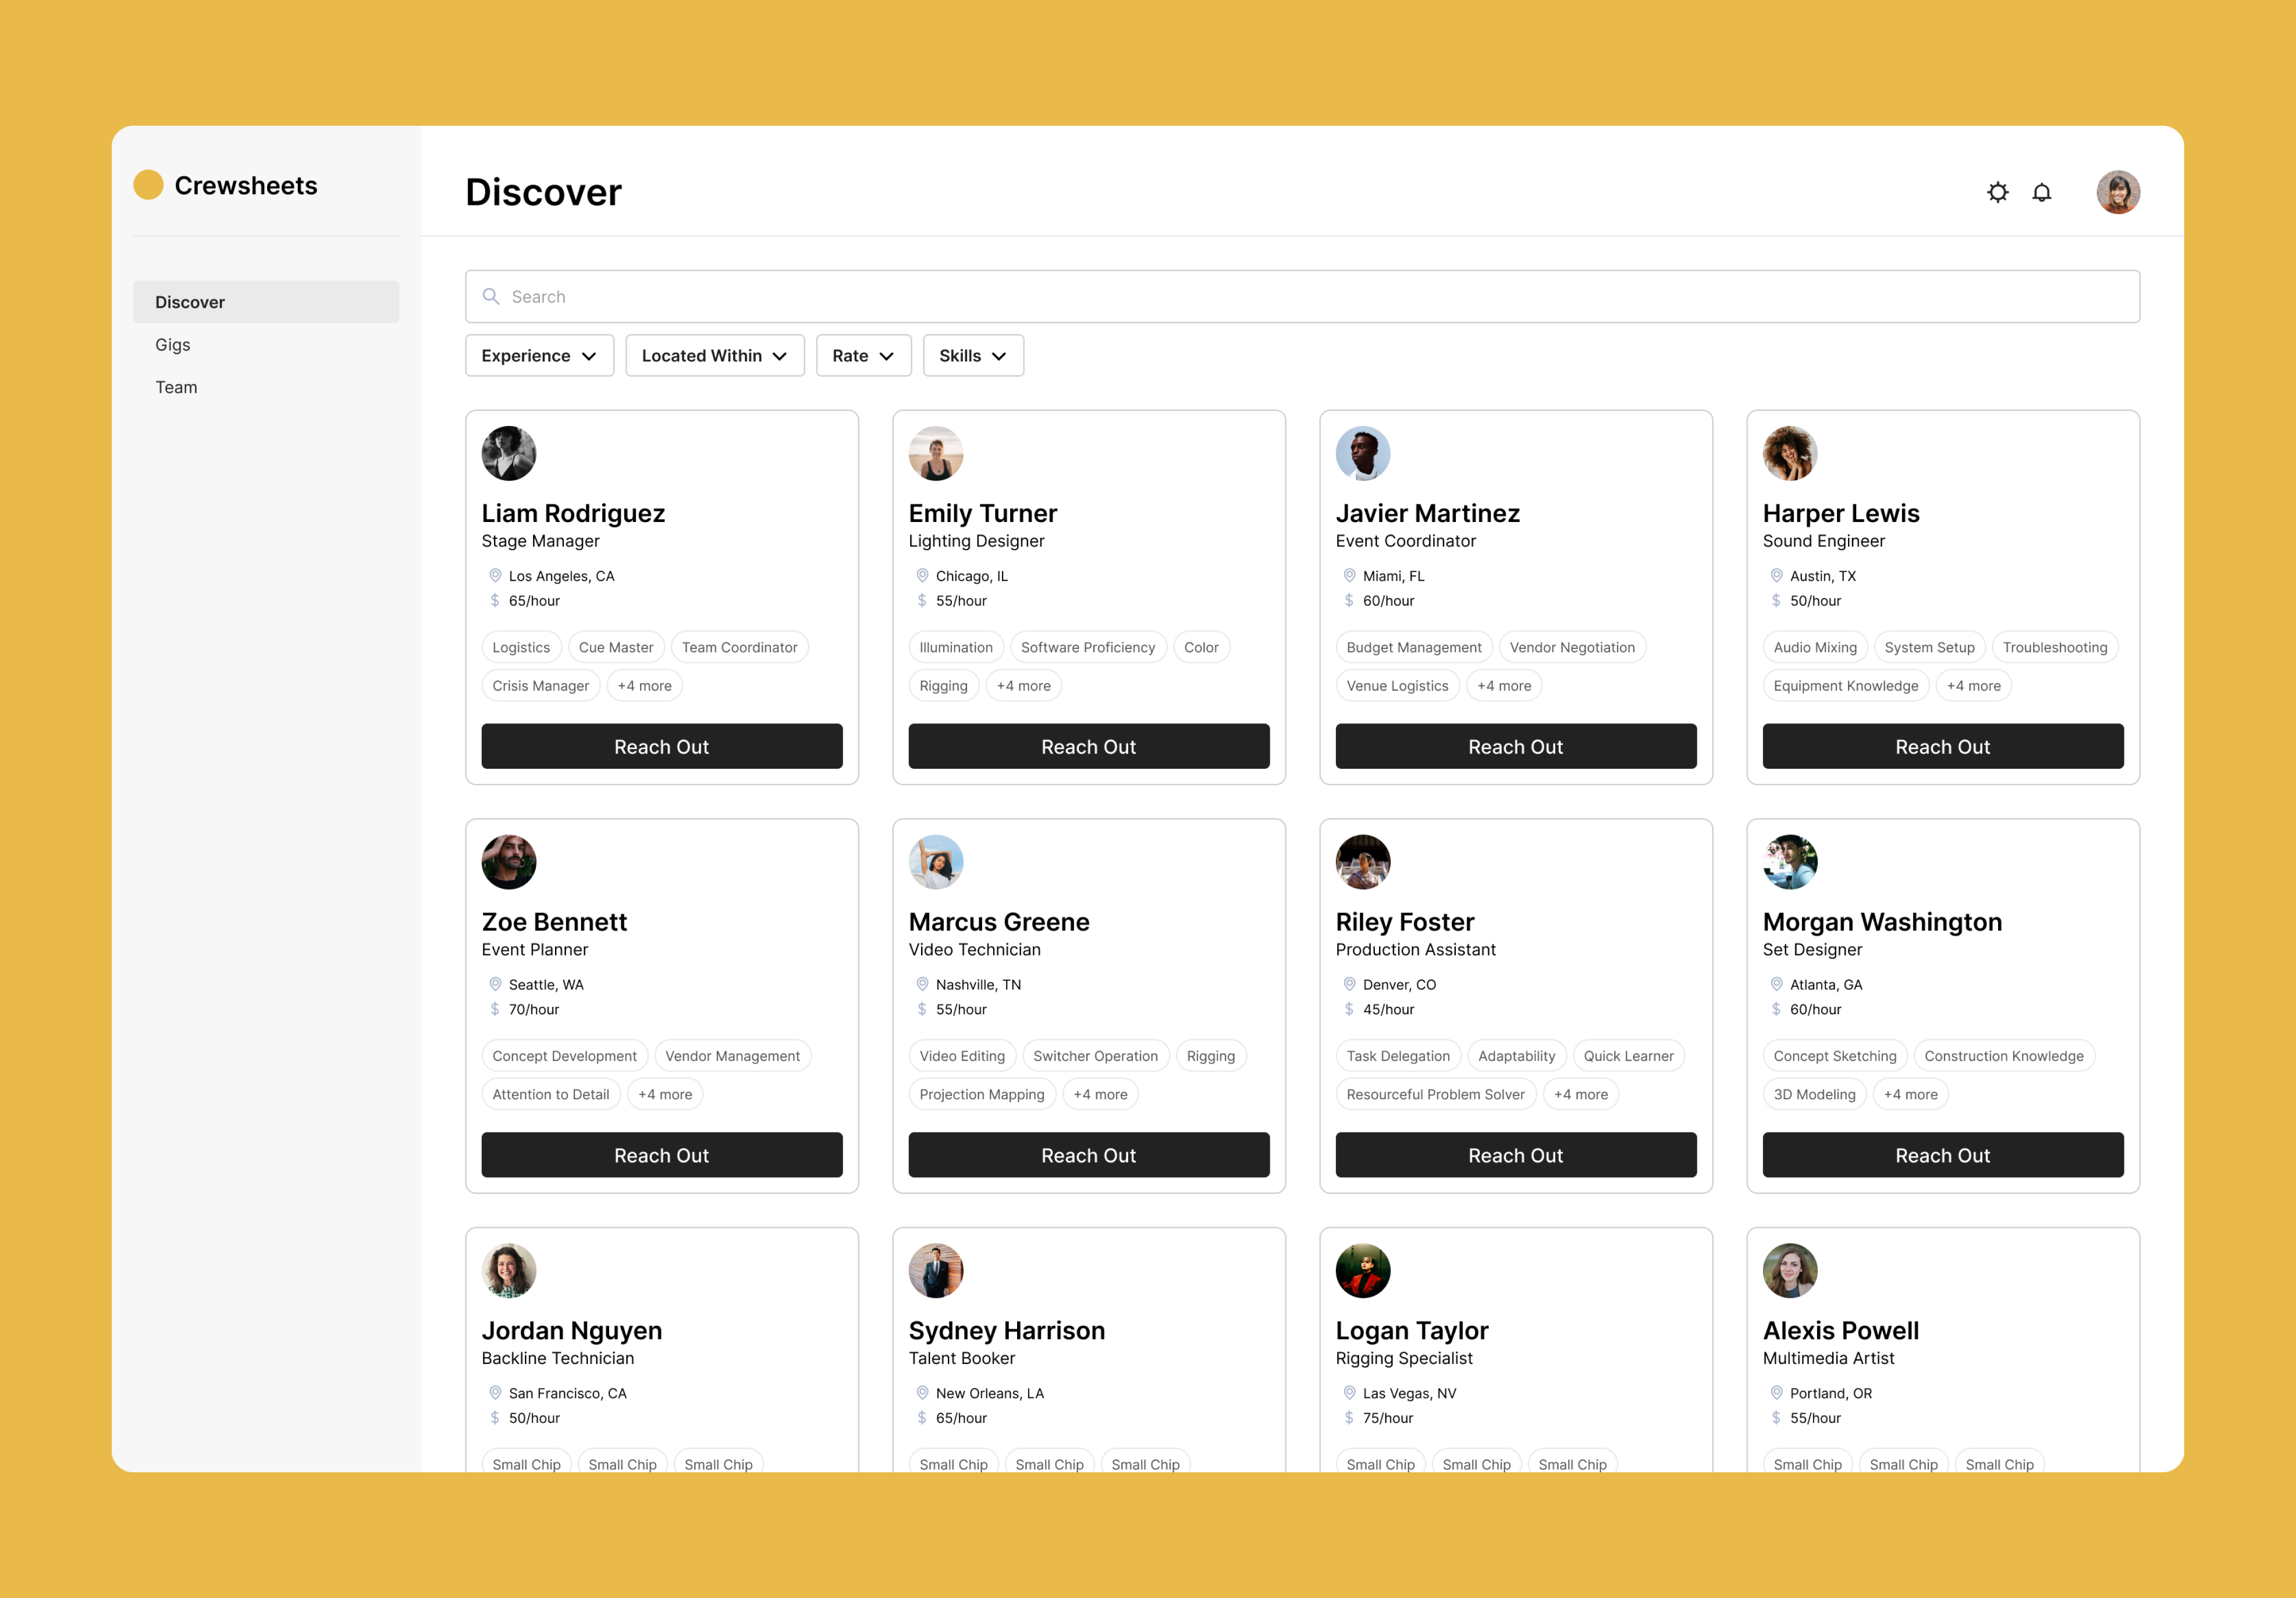 Crewsheets
Discover
Gigs
Team
Discover
Search
Experience Located Within Rate Skills
Liam Rodriguez
Stage Manager
Los Angeles, CA
$ 65/hour
Logistics Cue Master Team Coordinator
Crisis Manager +4 more
Reach Out
Emily Turner
Lighting Designer
Chicago, IL
$ 55/hour
Illumination Software Proficiency Color
Rigging +4 more
Reach Out
Javier Martinez
Event Coordinator
Miami, FL
$ 60/hour
Budget Management Vendor Negotiation
Venue Logistics +4 more
Reach Out
Harper Lewis
Sound Engineer
Austin, TX
$ 50/hour
Audio Mixing System Setup Troubleshooting
Equipment Knowledge +4 more
Reach Out
Zoe Bennett
Event Planner
Seattle, WA
$ 70/hour
Concept Development Vendor Management
Attention to Detail +4 more
Reach Out
Marcus Greene
Video Technician
Nashville, TN
$ 55/hour
Video Editing Switcher Operation Rigging
Projection Mapping +4 more
Reach Out
Riley Foster
Production Assistant
Denver, CO
$ 45/hour
Task Delegation Adaptability Quick Learner
Resourceful Problem Solver +4 more
Reach Out
Morgan Washington
Set Designer
Atlanta, GA
$ 60/hour
Concept Sketching Construction Knowledge
3D Modeling +4 more
Reach Out
Jordan Nguyen
Backline Technician
San Francisco, CA
$ 50/hour
Small Chip Small Chip Small Chip
Sydney Harrison
Talent Booker
New Orleans, LA
$ 65/hour
Small Chip Small Chip Small Chip
Logan Taylor
Rigging Specialist
Las Vegas, NV
$ 75/hour
Small Chip Small Chip Small Chip
Alexis Powell
Multimedia Artist
Portland, OR
$ 55/hour
Small Chip Small Chip Small Chip